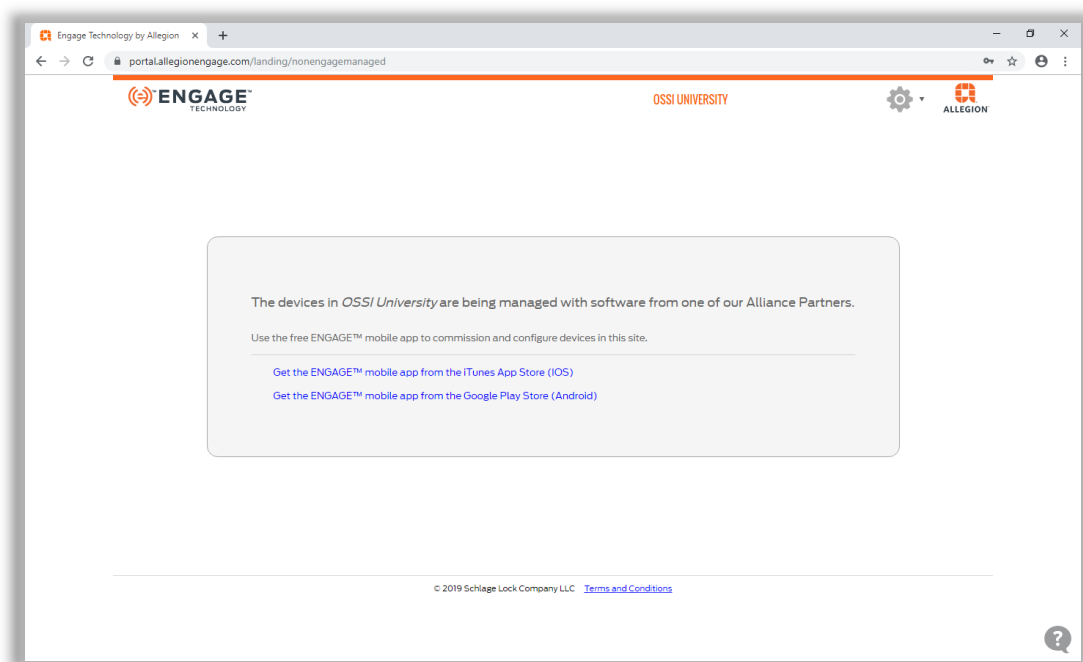 Engage Technology by Allegion
portal.allegionengage.com/landing/nonengagemanaged
ENGAGE™
TECHNOLOGY
OSSI UNIVERSITY
ALLEGION
The devices in OSSI University are being managed with software from one of our Alliance Partners.
Use the free ENGAGE™ mobile app to commission and configure devices in this site.
Get the ENGAGE™ mobile app from the iTunes App Store (IOS)
Get the ENGAGE™ mobile app from the Google Play Store (Android)
© 2019 Schlage Lock Company LLC Terms and Conditions
?